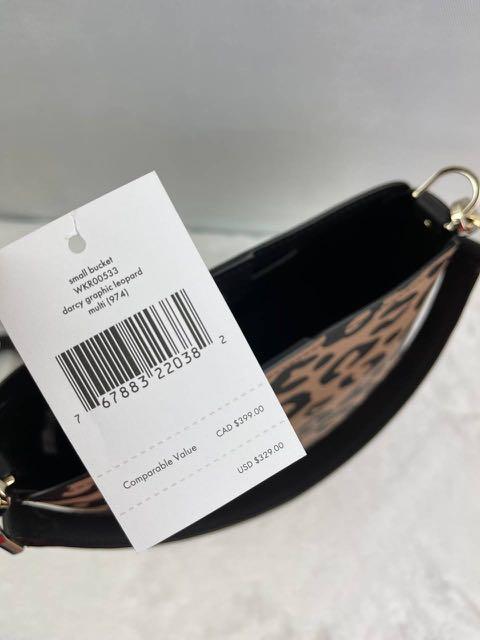 small bucket
WKR00533
darcy graphic leopard
multi (974)
7 67883 22038 2
CAD $399.00
Comparable Value
USD $329.00